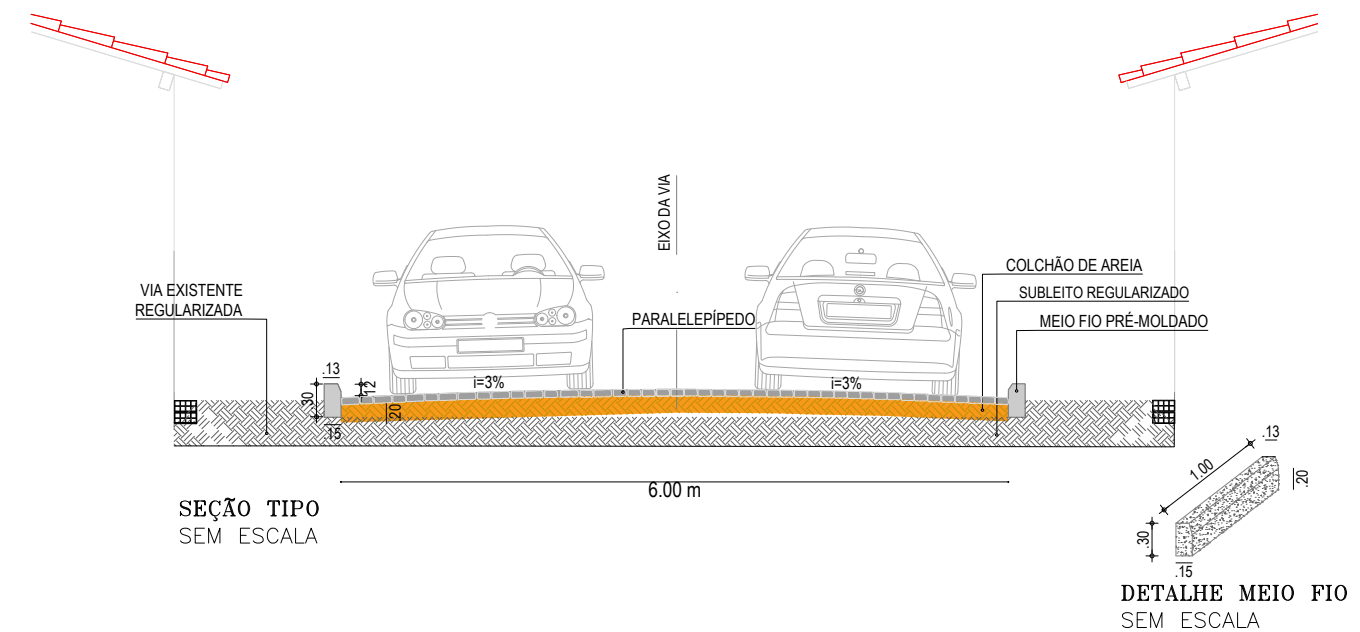 EIXO DA VIA
COLCHÃO DE AREIA
VIA EXISTENTE
REGULARIZADA
SUBLEITO REGULARIZADO
PARALELEPÍPEDO
MEIO FIO PRÉ-MOLDADO
.13
i=3%
i=3%
.12
.30
.20
.15
6.00 m
SEÇÃO TIPO
SEM ESCALA
.13
1.00
.20
.30
.15
DETALHE MEIO FIO
SEM ESCALA